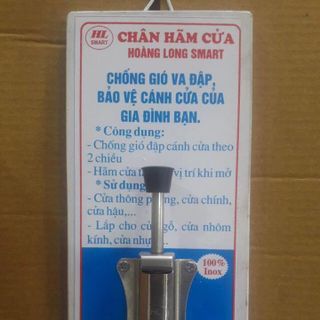 HL
SMART
CHÂN HÃM CỬA
HOÀNG LONG SMART
CHỐNG GIÓ VA ĐẬP,
BẢO VỆ CÁNH CỬA CỦA
GIA ĐÌNH BẠN.
* Công dụng:
- Chống gió đập cánh cửa theo
2 chiều
- Hãm cửa vị trí khi mở
* Sử dụng
- Cửa thông phòng, cửa chính,
cửa hậu,...
- Lắp cho cửa gỗ, cửa nhôm
kính, cửa nhựa...
100%
Inox